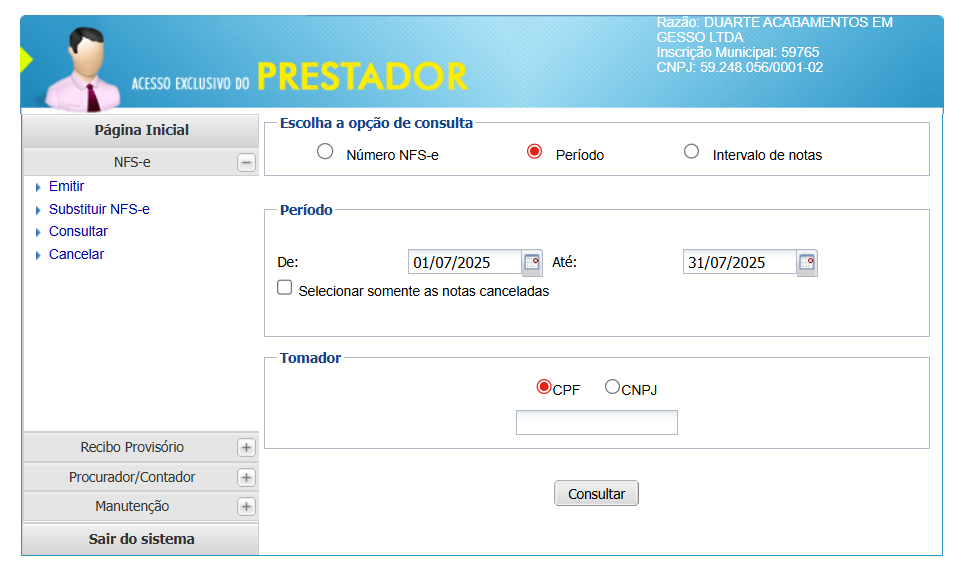 Razão: DUARTE ACABAMENTOS EM
GESSO LTDA
Inscrição Municipal: 59765
CNPJ: 59.248.056/0001-02
ACESSO EXCLUSIVO DO PRESTADOR
Página Inicial
NFS-e
Emitir
Substituir NFS-e
Consultar
Cancelar
Recibo Provisório
Procurador/Contador
Manutenção
Sair do sistema
Escolha a opção de consulta
Número NFS-e Período Intervalo de notas
Período
De: 01/07/2025 Até: 31/07/2025
Selecionar somente as notas canceladas
Tomador
CPF CNPJ
Consultar